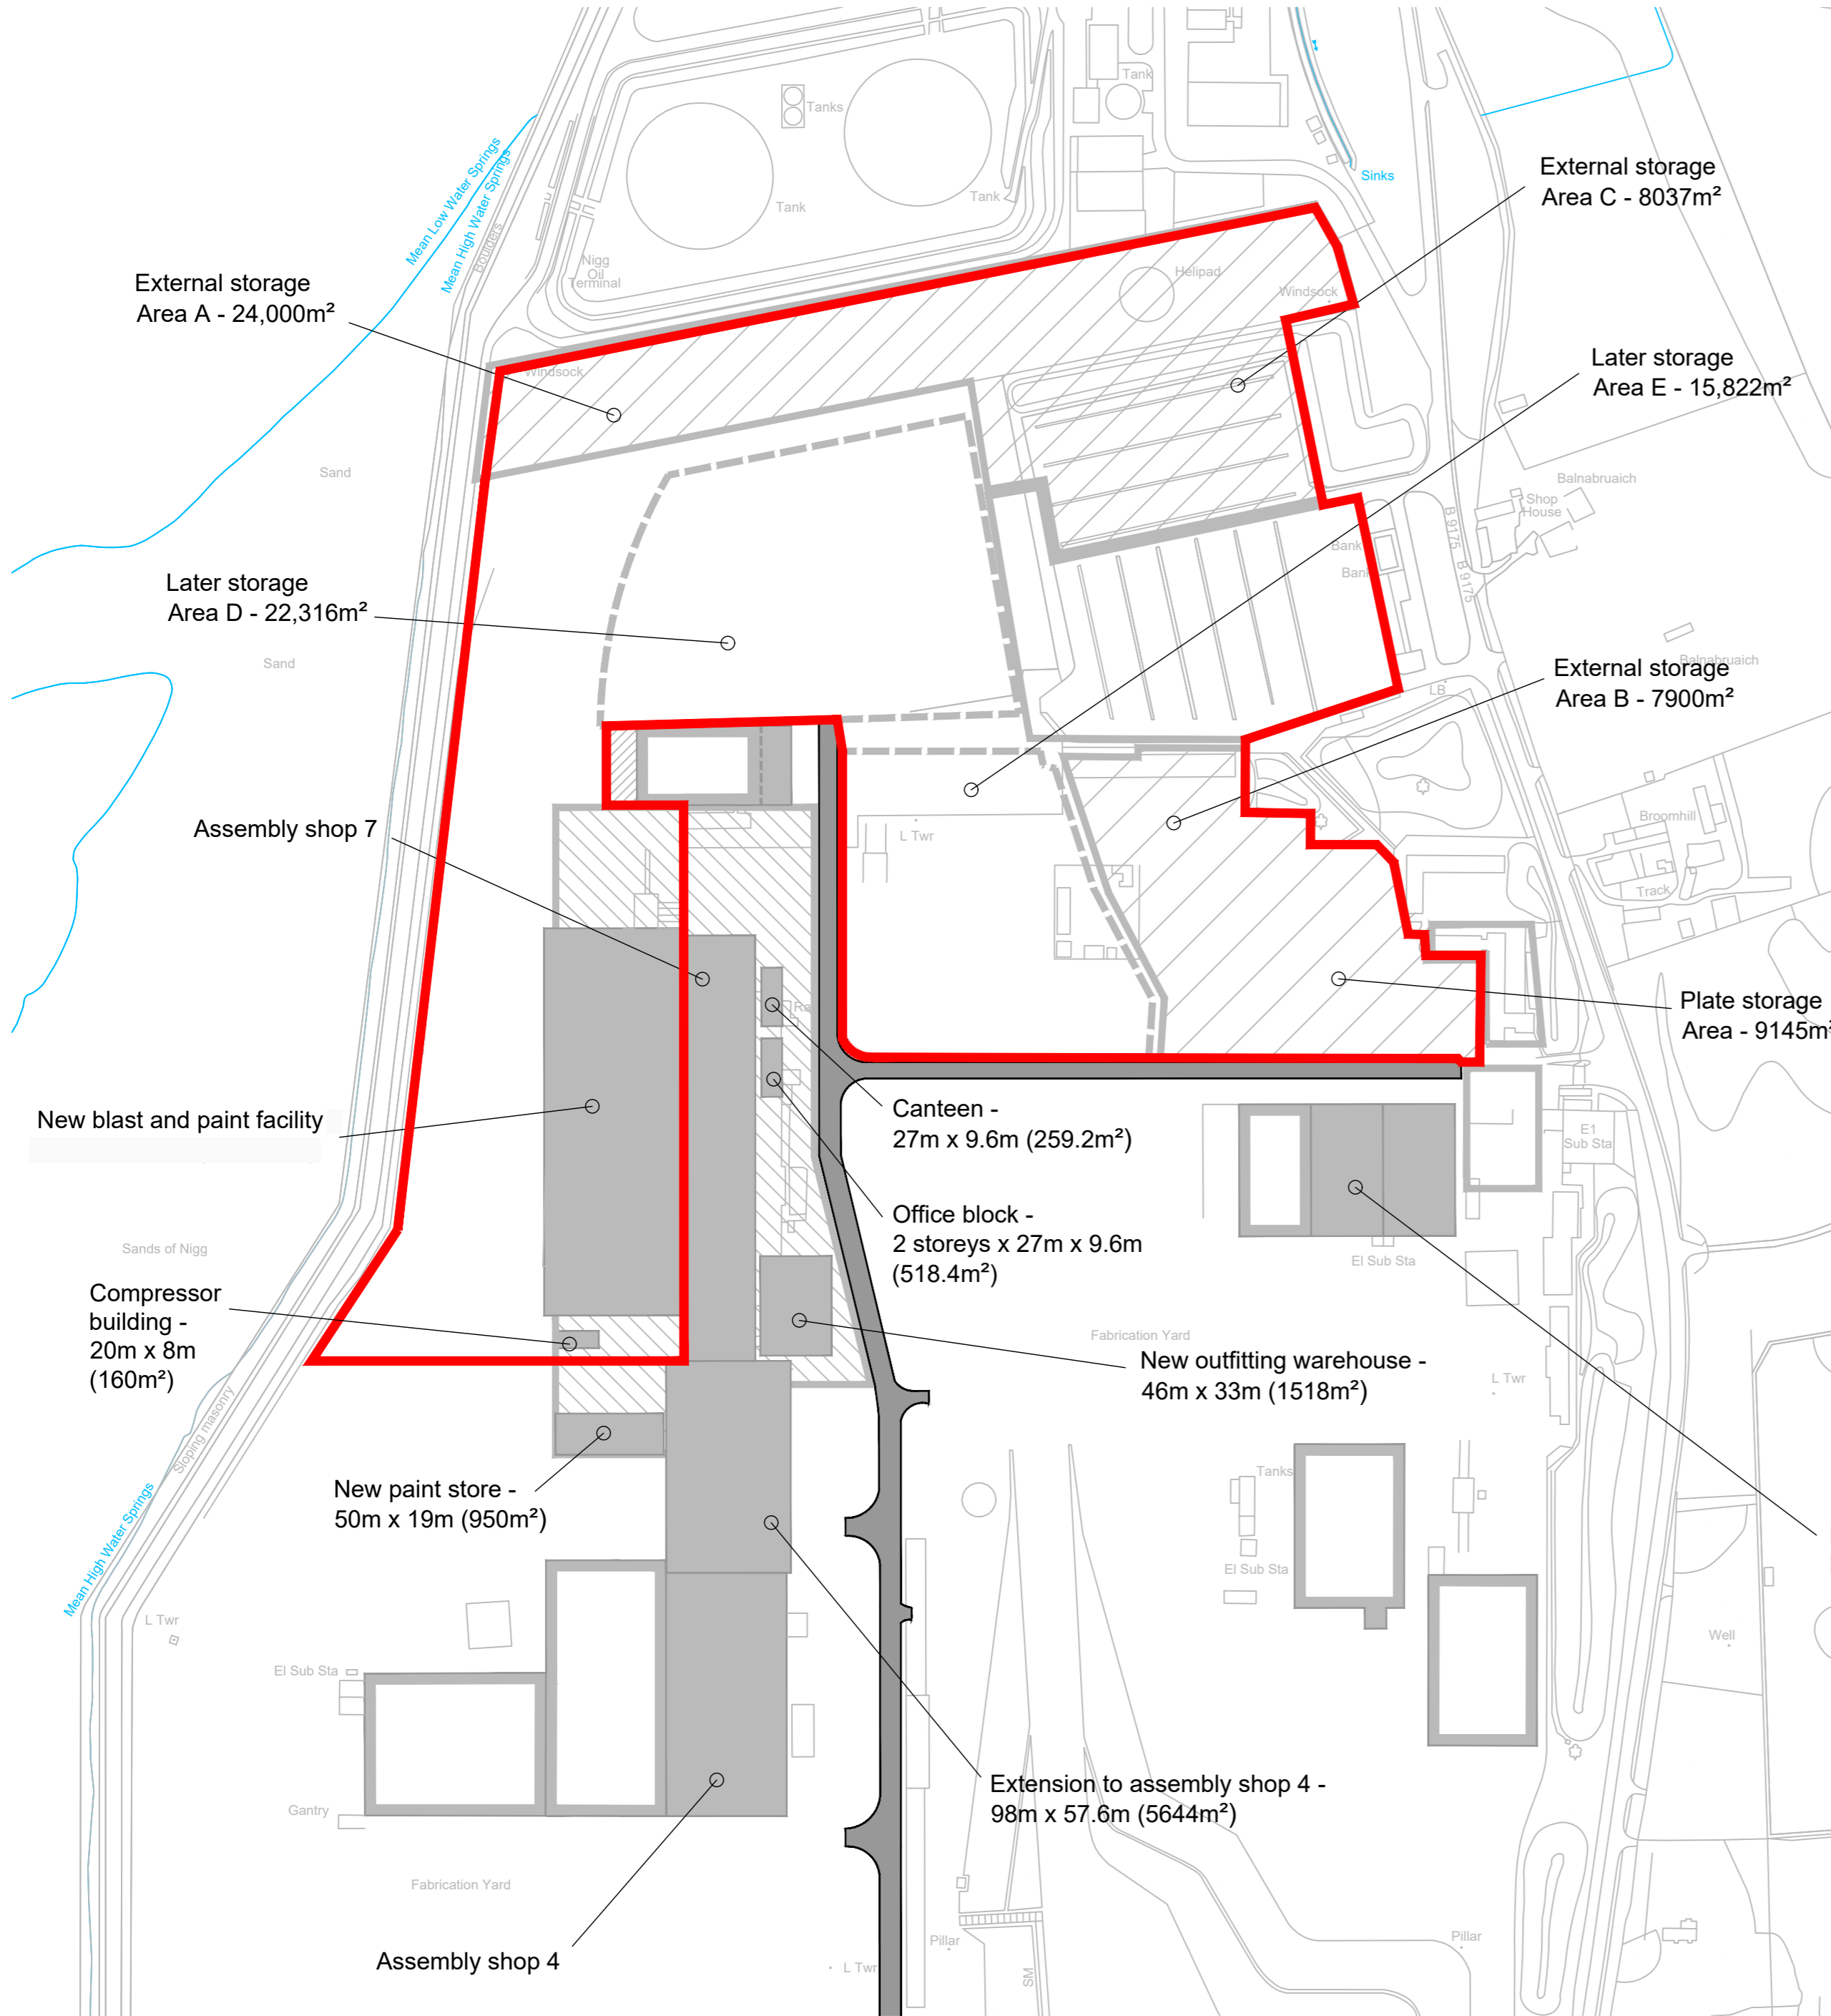 Tanks
Tank
Tank
Tank
Nigg
Oil
Terminal
Mean Low Water Springs
Mean High Water Springs
Boulders
Sinks
External storage
Area C - 8037m²
External storage
Area A - 24,000m²
Helipad
Windsock
Windsock
Later storage
Area E - 15,822m²
Sand
Balnabruaich
Shop
House
B 9175
B 9175
Bank
Bank
Later storage
Area D - 22,316m²
Sand
Balnabruaich
External storage
Area B - 7900m²
LB
Assembly shop 7
L Twr
Broomhill
Track
Plate storage
Area - 9145m²
New blast and paint facility
Canteen -
27m x 9.6m (259.2m²)
E1
Sub Sta
Office block -
2 storeys x 27m x 9.6m
(518.4m²)
Sands of Nigg
El Sub Sta
Compressor
building -
20m x 8m
(160m²)
Fabrication Yard
New outfitting warehouse -
46m x 33m (1518m²)
L Twr
Sloping masonry
Mean High Water Springs
New paint store -
50m x 19m (950m²)
Tanks
El Sub Sta
L Twr
Well
El Sub Sta
Gantry
Extension to assembly shop 4 -
98m x 57.6m (5644m²)
Fabrication Yard
Assembly shop 4
Pillar
Pillar
L Twr
SM